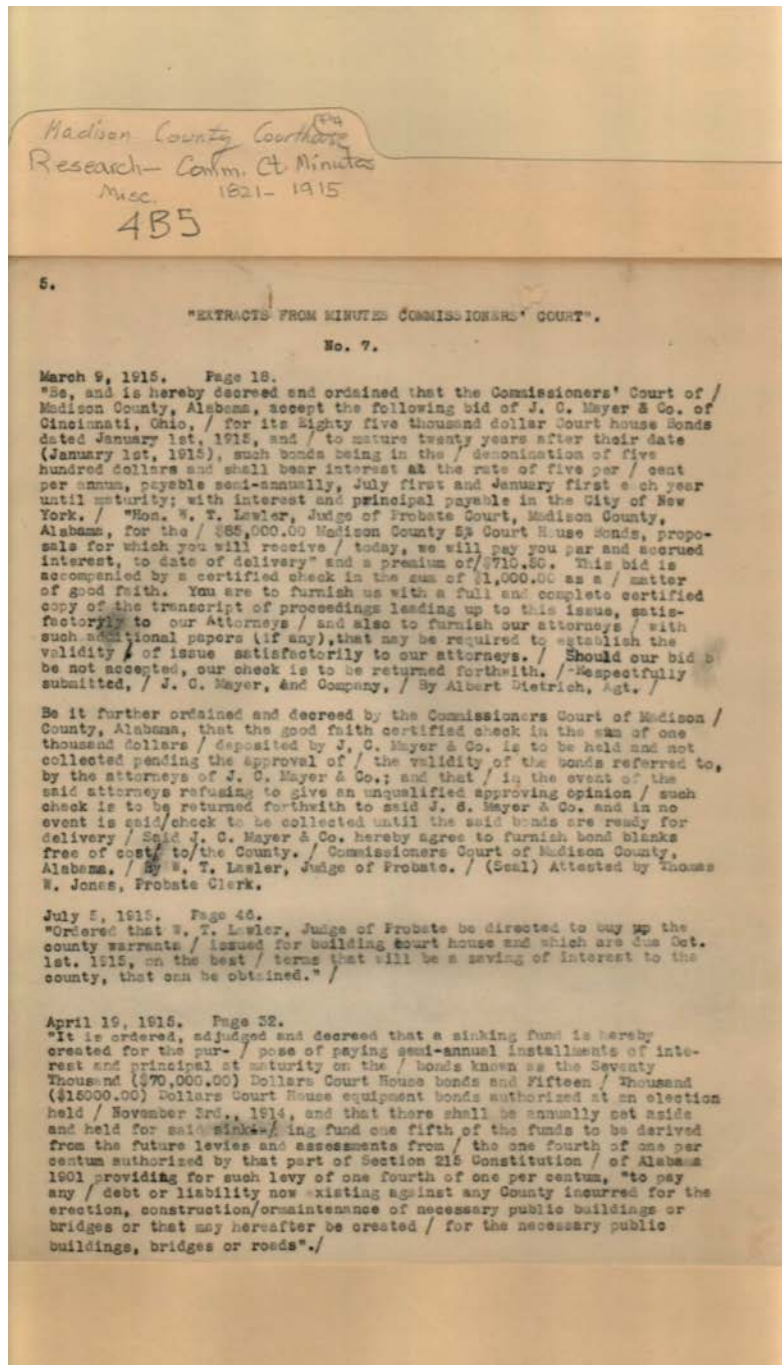 Madison County Courthouse
Research- Comm. Ct Minutes
Misc. 1821- 1915
4B5
5.
"EXTRACTS FROM MINUTES COMMISSIONERS' COURT".
No. 7.
March 9, 1915. Page 18.
"Be, and is hereby decreed and ordained that the Commissioners' Court of /
Madison County, Alabama, accept the following bid of J. C. Mayer & Co. of
Cincinnati, Ohio, / for its Eighty five thousand dollar Court house Bonds
dated January 1st, 1915, and / to mature twenty years after their date
(January 1st, 1915), such bonds being in the / denomination of five
hundred dollars and shall bear interest at the rate of five per / cent
per annum, payable semi-annually, July first and January first e ch year
until maturity; with interest and principal payable in the City of New
York. / "Hon. W. T. Lawler, Judge of Probate Court, Madison County,
Alabama, for the / $85,000.00 Madison County 5% Court House Bonds, propo-
sals for which you will receive / today, we will pay you par and accrued
interest, to date of delivery" and a premium of/$710.50. This bid is
accompanied by a certified check in the sum of $1,000.00 as a / matter
of good faith. You are to furnish us with a full and complete certified
copy of the transcript of proceedings leading up to this issue, satis-
factoryly to our Attorneys / and also to furnish our attorneys / with
such additional papers (if any),that may be required to establish the
validity / of issue satisfactorily to our attorneys. / Should our bid b
be not accepted, our check is to be returned forthwith. / Respectfully
submitted, / J. C. Mayer, and Company, / By Albert Dietrich, Agt. /
Be it further ordained and decreed by the Commissioners Court of Madison /
County, Alabama, that the good faith certified check in the sum of one
thousand dollars / deposited by J, C. Mayer & Co. is to be held and not
collected pending the approval of / the validity of the bonds referred to,
by the attorneys of J. C. Mayer & Co.; and that / in the event of the
said attorneys refusing to give an unqualified approving opinion / such
check is to be returned forthwith to said J. C. Mayer & Co. and in no
event is said/check to be collected until the said bonds are ready for
delivery / Said J. C. Mayer & Co. hereby agree to furnish bond blanks
free of cost/ to/the County. / Commissioners Court of Madison County,
Alabama. / By W. T. Lawler, Judge of Probate. / (Seal) Attested by Thomas
W. Jones, Probate Clerk.
July 5, 1915. Page 46.
"Ordered that W. T. Lawler, Judge of Probate be directed to buy up the
county warrants / issued for building court house and which are due Oct.
1st. 1915, on the best / terms that will be a saving of interest to the
county, that can be obtained." /
April 19, 1915. Page 32.
"It is ordered, adjudged and decreed that a sinking fund is hereby
created for the pur- / pose of paying semi-annual installments of inte-
rest and principal at maturity on the / bonds known as the Seventy
Thousand ($70,000.00) Dollars Court House bonds and Fifteen / Thousand
($15000.00) Dollars Court House equipment bonds authorized at an election
held / November 3rd., 1914, and that there shall be annually set aside
and held for said sink-/ ing fund one fifth of the funds to be derived
from the future levies and assessments from / the one fourth of one per
centum authorized by that part of Section 215 Constitution / of Alabama
1901 providing for such levy of one fourth of one per centum, "to pay
any / debt or liability now existing against any County incurred for the
erection, construction/ormaintenance of necessary public buildings or
bridges or that may hereafter be created / for the necessary public
buildings, bridges or roads"./